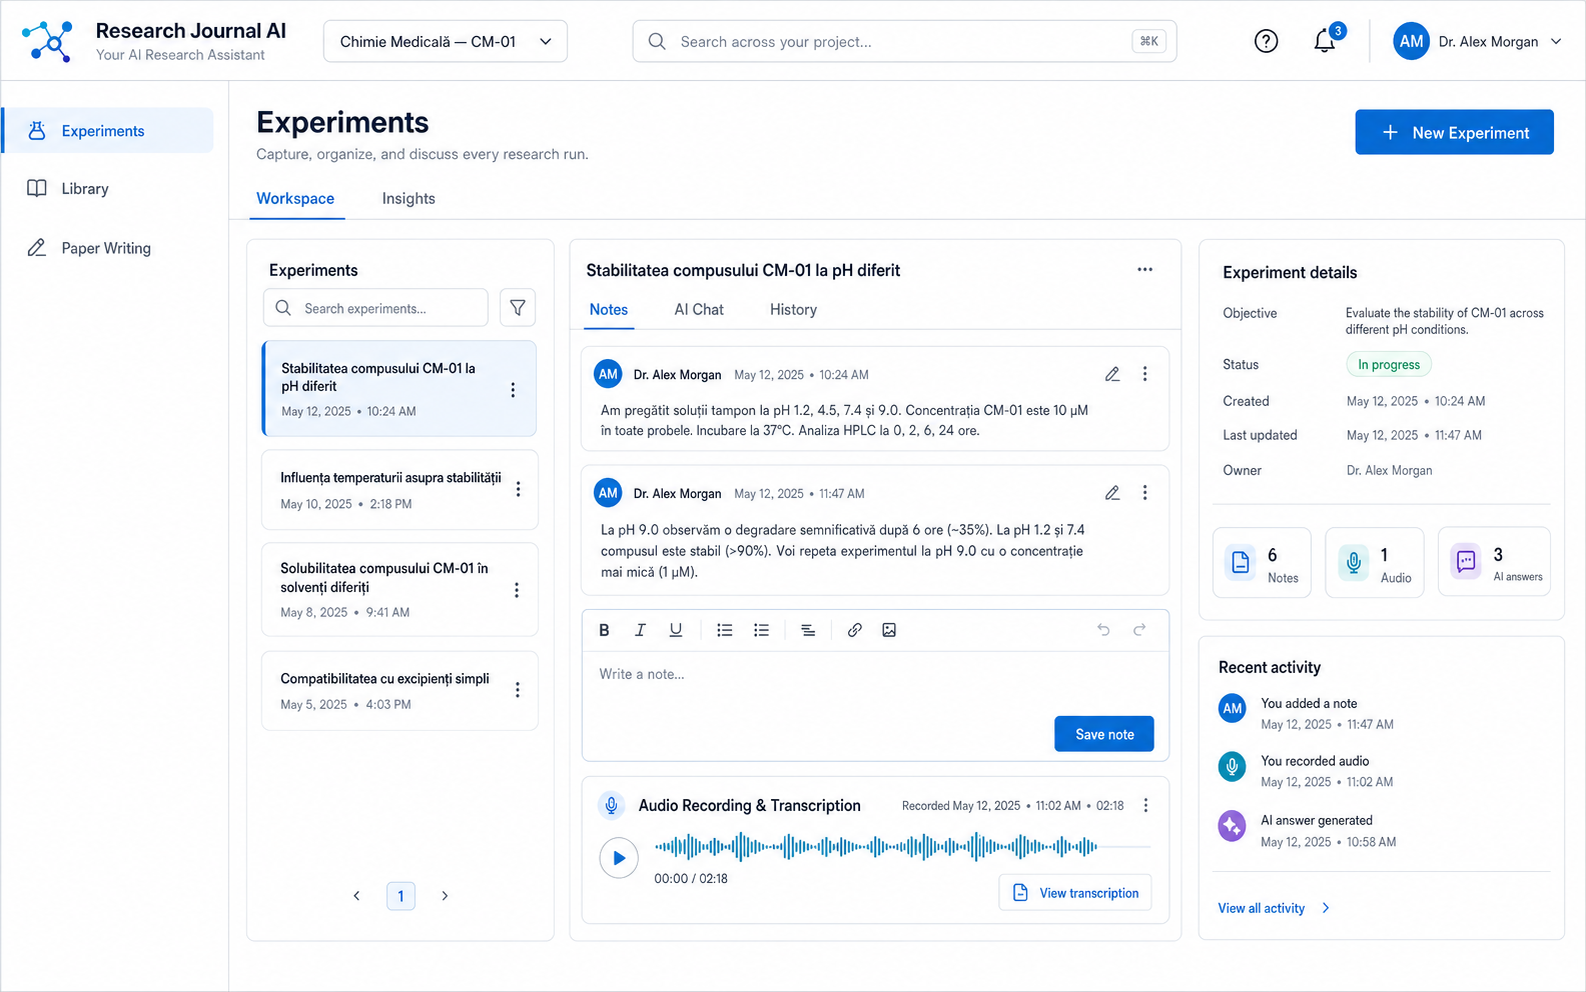 Research Journal AI
Your AI Research Assistant
Chimie Medicală — CM-01
Search across your project...
⌘K
3
AM
Dr. Alex Morgan
Experiments
Library
Paper Writing
Experiments
Capture, organize, and discuss every research run.
New Experiment
Workspace
Insights
Experiments
Search experiments...
Stabilitatea compusului CM-01 la
pH diferit
May 12, 2025 • 10:24 AM
Influența temperaturii asupra stabilității
May 10, 2025 • 2:18 PM
Solubilitatea compusului CM-01 în
solvenți diferiți
May 8, 2025 • 9:41 AM
Compatibilitatea cu excipienți simpli
May 5, 2025 • 4:03 PM
1
Stabilitatea compusului CM-01 la pH diferit
Notes
AI Chat
History
AM
Dr. Alex Morgan
May 12, 2025 • 10:24 AM
Am pregătit soluții tampon la pH 1.2, 4.5, 7.4 și 9.0. Concentrația CM-01 este 10 μM
în toate probele. Incubare la 37°C. Analiza HPLC la 0, 2, 6, 24 ore.
AM
Dr. Alex Morgan
May 12, 2025 • 11:47 AM
La pH 9.0 observăm o degradare semnificativă după 6 ore (~35%). La pH 1.2 și 7.4
compusul este stabil (>90%). Voi repeta experimentul la pH 9.0 cu o concentrație
mai mică (1 μM).
B I U
Write a note...
Save note
Audio Recording & Transcription
Recorded May 12, 2025 • 11:02 AM • 02:18
00:00 / 02:18
View transcription
Experiment details
Objective
Evaluate the stability of CM-01 across
different pH conditions.
Status
In progress
Created
May 12, 2025 • 10:24 AM
Last updated
May 12, 2025 • 11:47 AM
Owner
Dr. Alex Morgan
6
Notes
1
Audio
3
AI answers
Recent activity
AM
You added a note
May 12, 2025 • 11:47 AM
You recorded audio
May 12, 2025 • 11:02 AM
AI answer generated
May 12, 2025 • 10:58 AM
View all activity